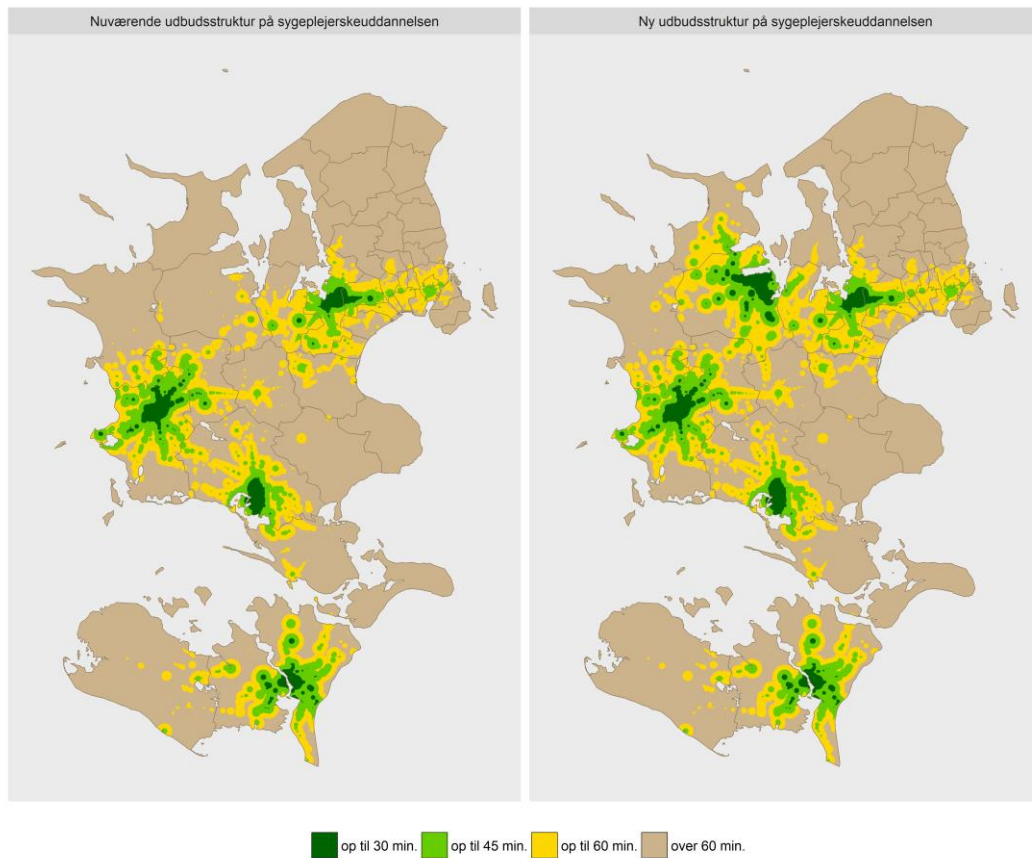 Nuværende udbudsstruktur på sygeplejerskeuddannelsen
Ny udbudsstruktur på sygeplejerskeuddannelsen
op til 30 min.
op til 45 min.
op til 60 min.
over 60 min.